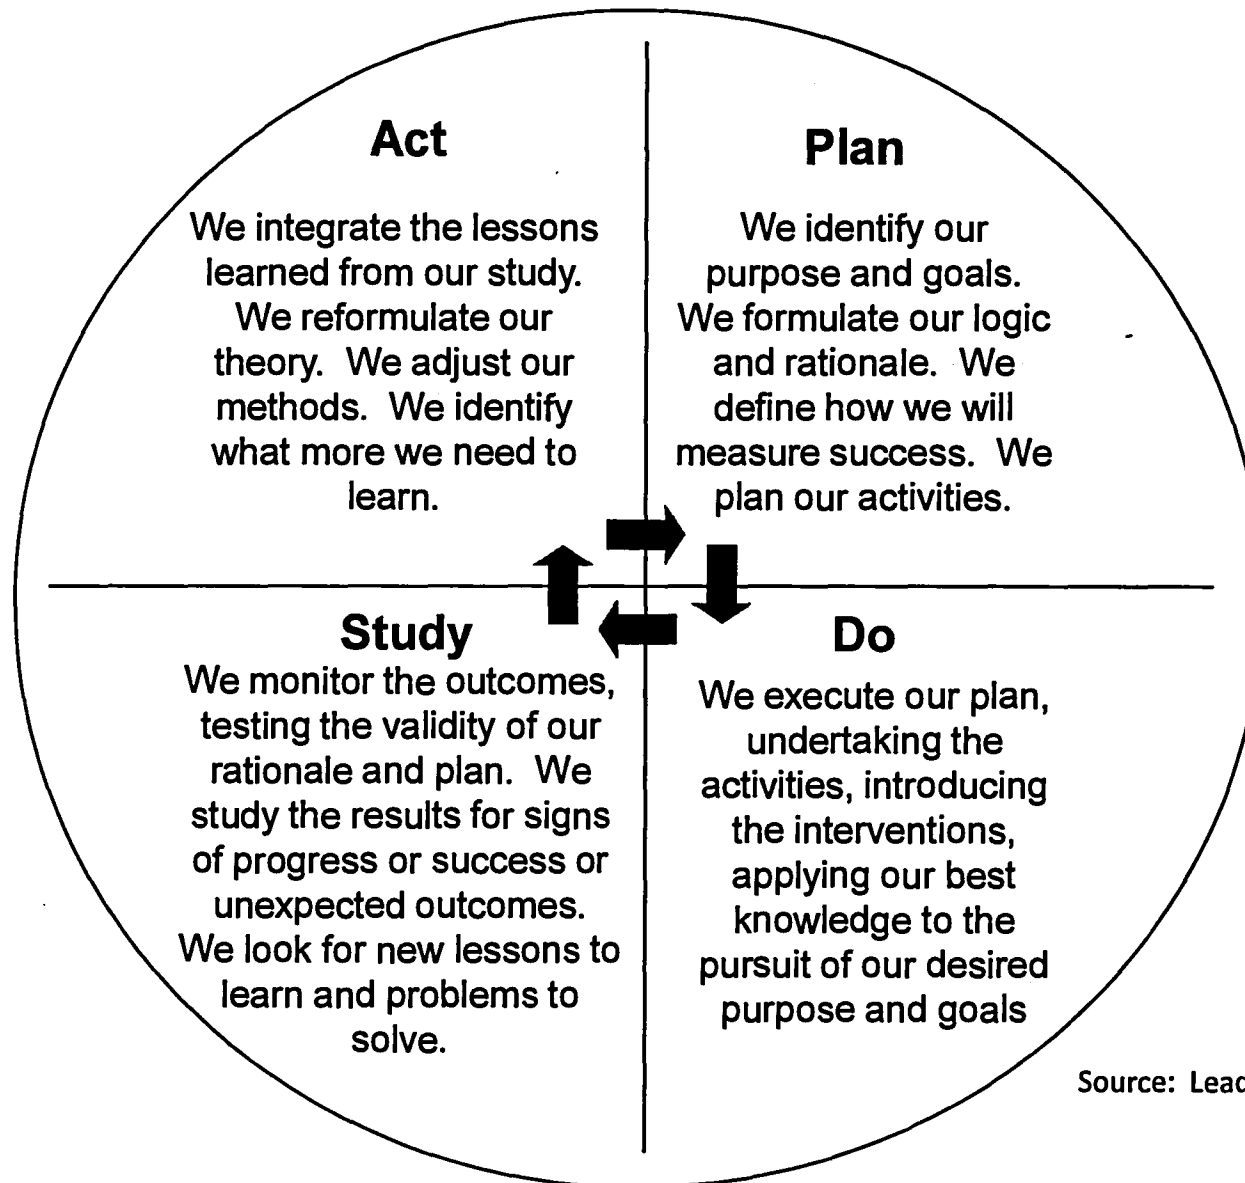 Act
We integrate the lessons
learned from our study.
We reformulate our
theory.  We adjust our
methods.  We identify
what more we need to
learn.
Plan
We identify our
purpose and goals.
We formulate our logic
and rationale.  We
define how we will
measure success.  We
plan our activities.
Study
We monitor the outcomes,
testing the validity of our
rationale and plan.  We
study the results for signs
of progress or success or
unexpected outcomes.
We look for new lessons to
learn and problems to
solve.
Do
We execute our plan,
undertaking the
activities, introducing
the interventions,
applying our best
knowledge to the
pursuit of our desired
purpose and goals
Source:  Lead